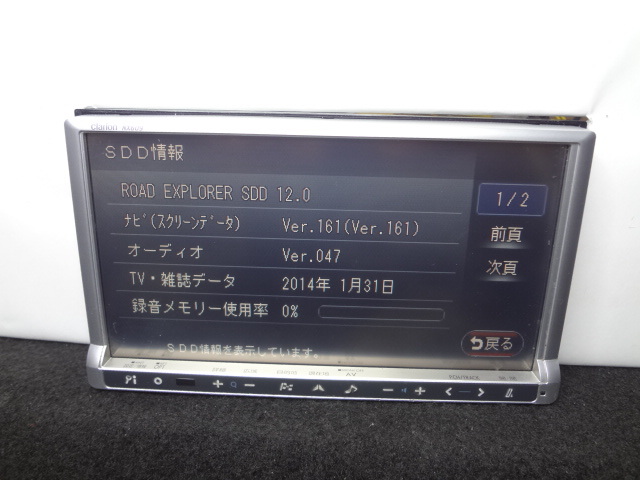 clarion
SDD情報
ROAD EXPLORER SDD 12.0
1/2
ナビ(スクリーンデータ) Ver.161(Ver.161)
前頁
オーディオ Ver.047
次頁
TV・雑誌データ 2014年 1月31日
録音メモリー使用率 0%
戻る
SDD情報を表示しています。
AV